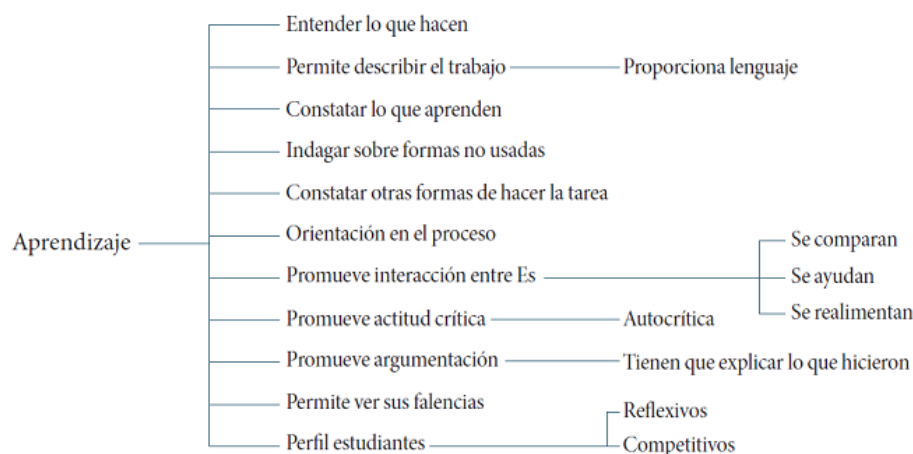 Aprendizaje
Entender lo que hacen
Permite describir el trabajo
Proporciona lenguaje
Constatar lo que aprenden
Indagar sobre formas no usadas
Constatar otras formas de hacer la tarea
Orientación en el proceso
Promueve interacción entre Es
Se comparan
Se ayudan
Se realimentan
Promueve actitud crítica
Autocrítica
Promueve argumentación
Tienen que explicar lo que hicieron
Permite ver sus falencias
Perfil estudiantes
Reflexivos
Competitivos